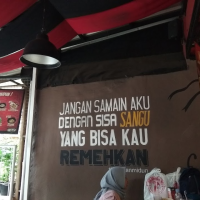 JANGAN SAMAIN AKU
DENGAN SISA SANGU
YANG BISA KAU
REMEHKAN